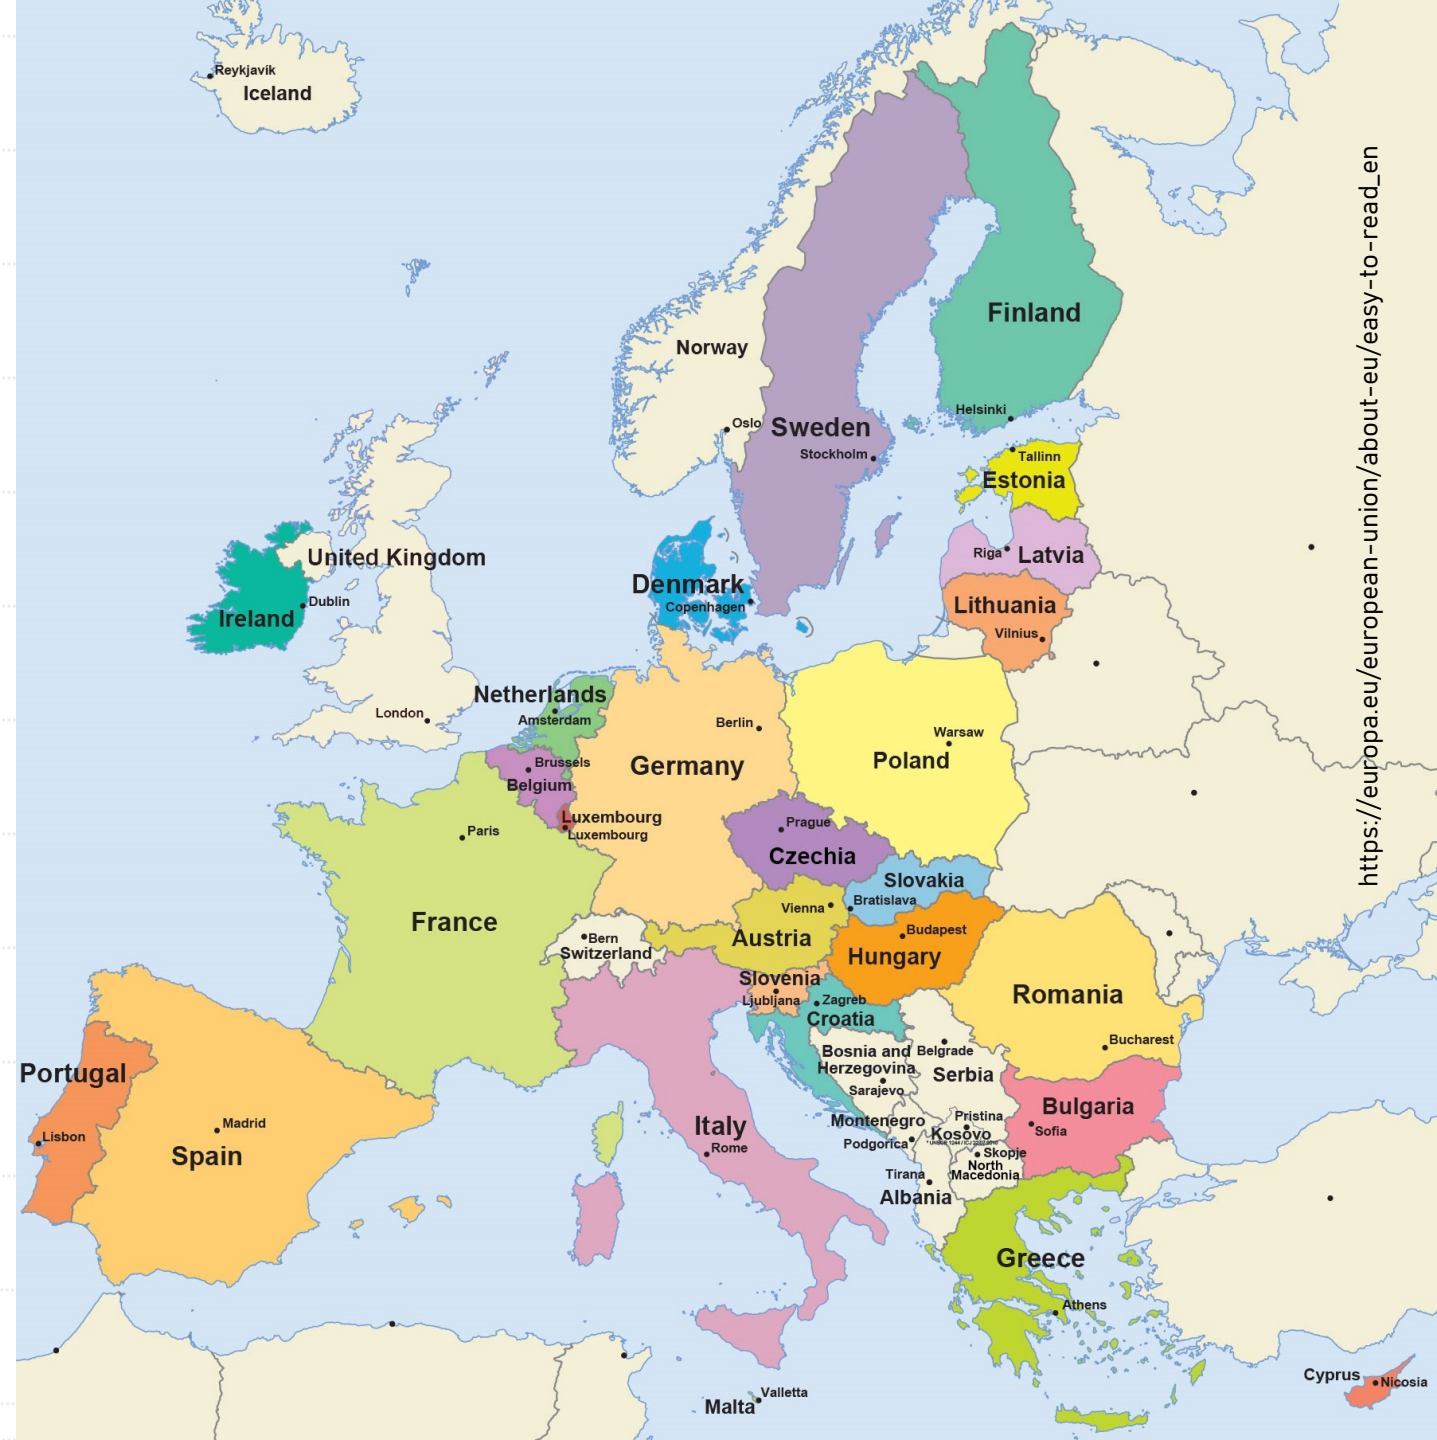 Reykjavík
Iceland
Finland
Norway
Helsinki
Oslo
Sweden
Stockholm
Tallinn
Estonia
Riga
Latvia
United Kingdom
Denmark
Copenhagen
Dublin
Ireland
Lithuania
Vilnius
Netherlands
Amsterdam
London
Berlin
Warsaw
Poland
Germany
Brussels
Belgium
Luxembourg
Luxembourg
Paris
Prague
Czechia
Slovakia
Bratislava
Vienna
France
Austria
Budapest
Hungary
Bern
Switzerland
Slovenia
Ljubljana
Zagreb
Croatia
Romania
Bucharest
Bosnia and
Herzegovina
Sarajevo
Belgrade
Serbia
Portugal
Lisbon
Madrid
Spain
Italy
Rome
Montenegro
Podgorica
Pristina
Kosovo
Bulgaria
Sofia
Skopje
North
Macedonia
Tirana
Albania
Greece
Athens
Malta
Valletta
Cyprus
Nicosia
https://europa.eu/european-union/about-eu/easy-to-read_en